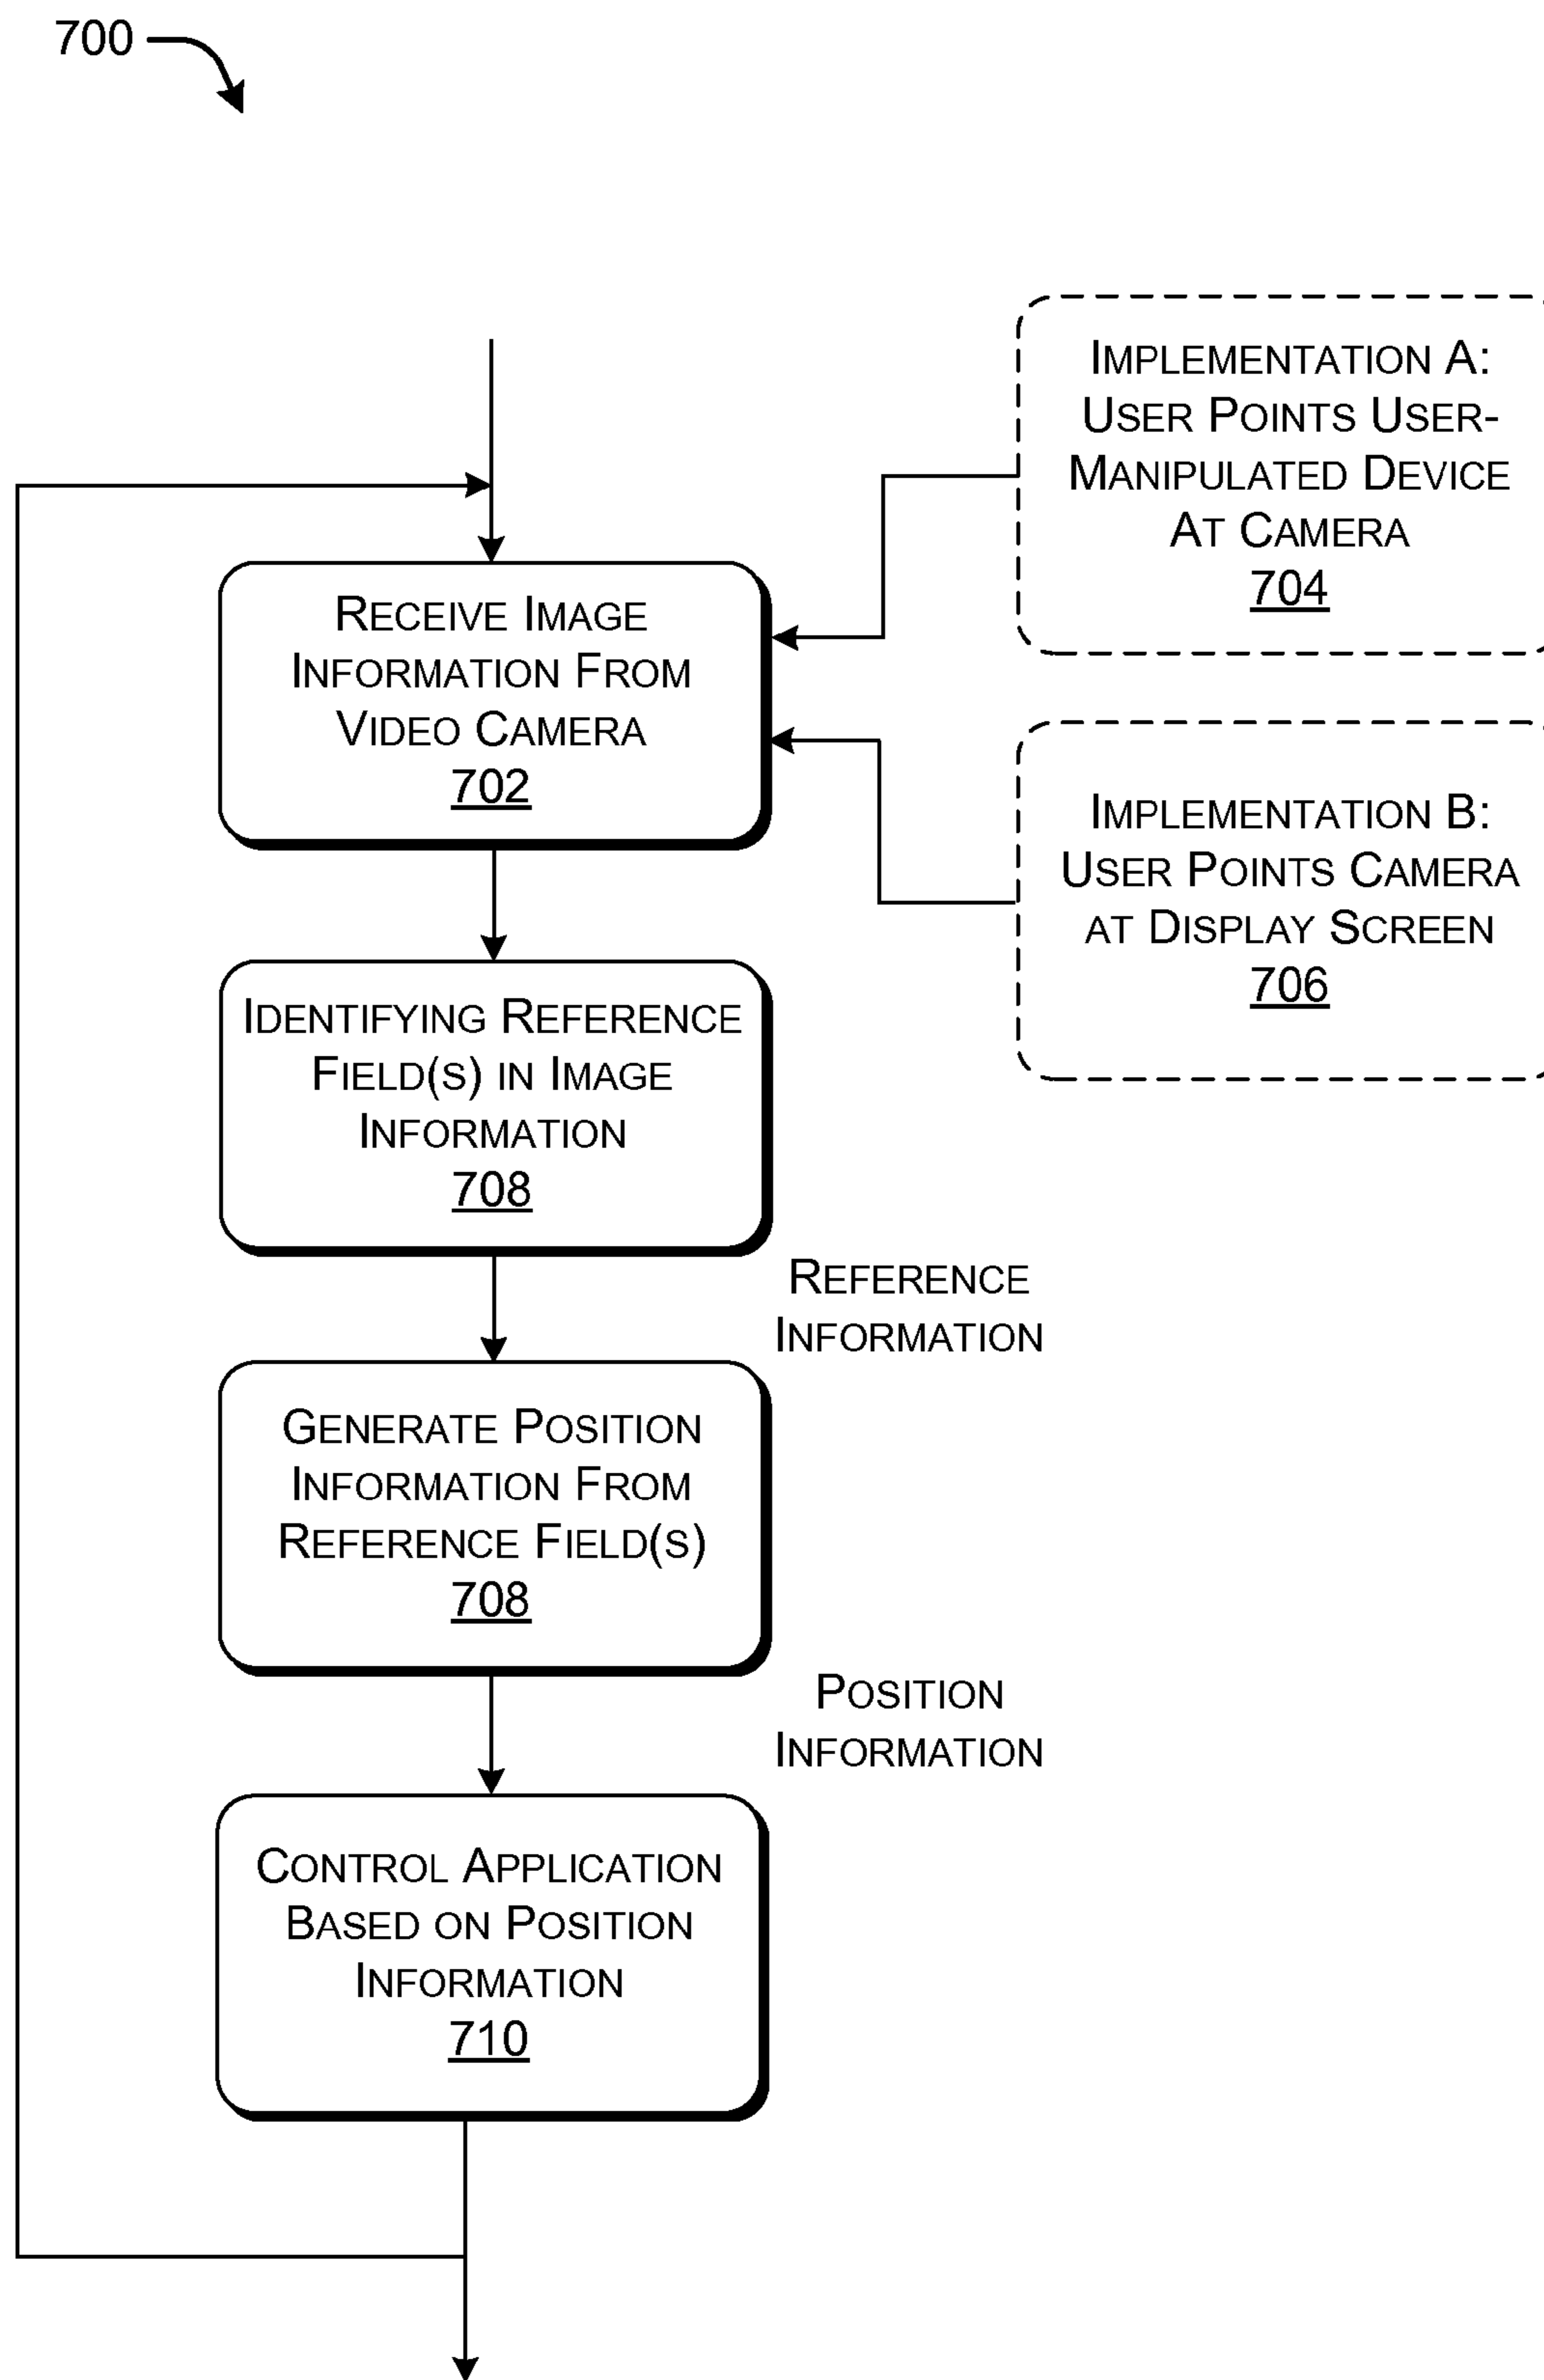 700
IMPLEMENTATION A:
USER POINTS USER-
MANIPULATED DEVICE
AT CAMERA
704
RECEIVE IMAGE
INFORMATION FROM
VIDEO CAMERA
702
IMPLEMENTATION B:
USER POINTS CAMERA
AT DISPLAY SCREEN
706
IDENTIFYING REFERENCE
FIELD(S) IN IMAGE
INFORMATION
708
REFERENCE
INFORMATION
GENERATE POSITION
INFORMATION FROM
REFERENCE FIELD(S)
708
POSITION
INFORMATION
CONTROL APPLICATION
BASED ON POSITION
INFORMATION
710